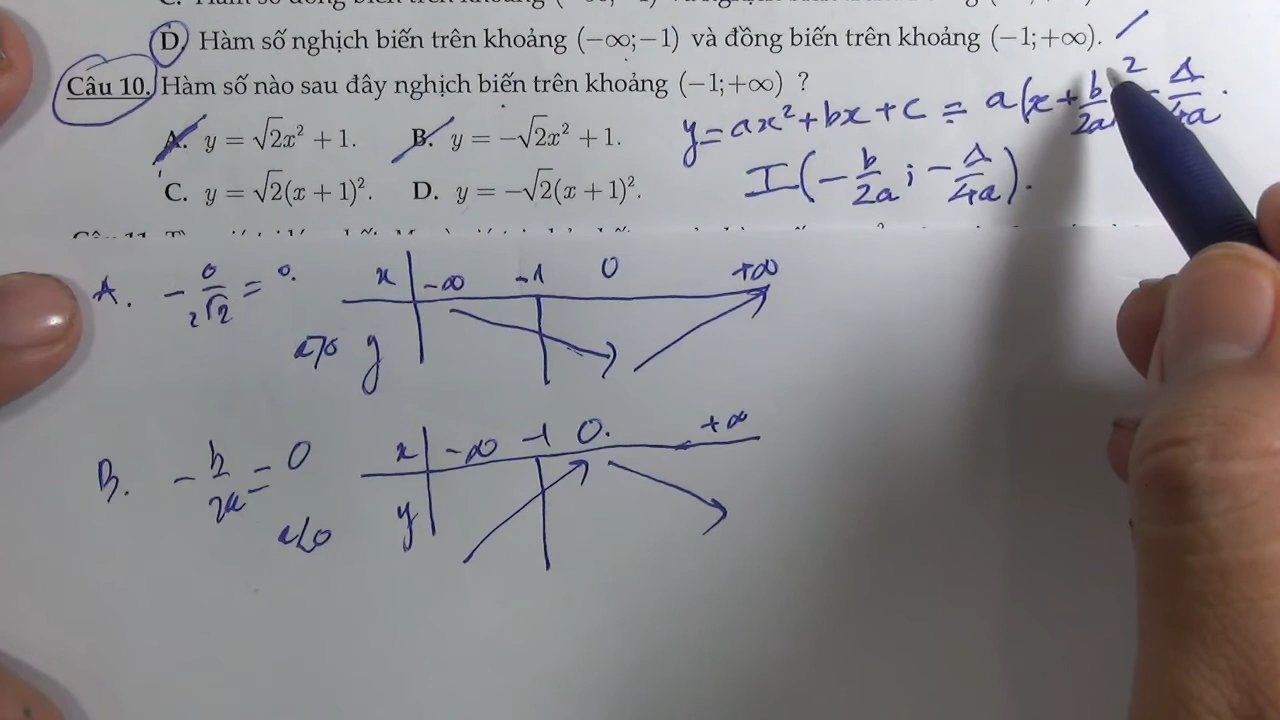 D. Hàm số nghịch biến trên khoảng (−∞;−1) và đồng biến trên khoảng (−1;+∞).
Câu 10. Hàm số nào sau đây nghịch biến trên khoảng (−1;+∞) ?
A. y = √2x² + 1. B. y = −√2x² + 1.
C. y = √2(x + 1)². D. y = −√2(x + 1)².
y = ax² + bx + c = a(x + b/2a)² − Δ/4a.
I(−b/2a ; −Δ/4a).
A. −0/2√2 = 0. x −∞ −1 0 +∞
a>0 y
B. −b/2a = 0 x −∞ −1 0. +∞
a<0 y